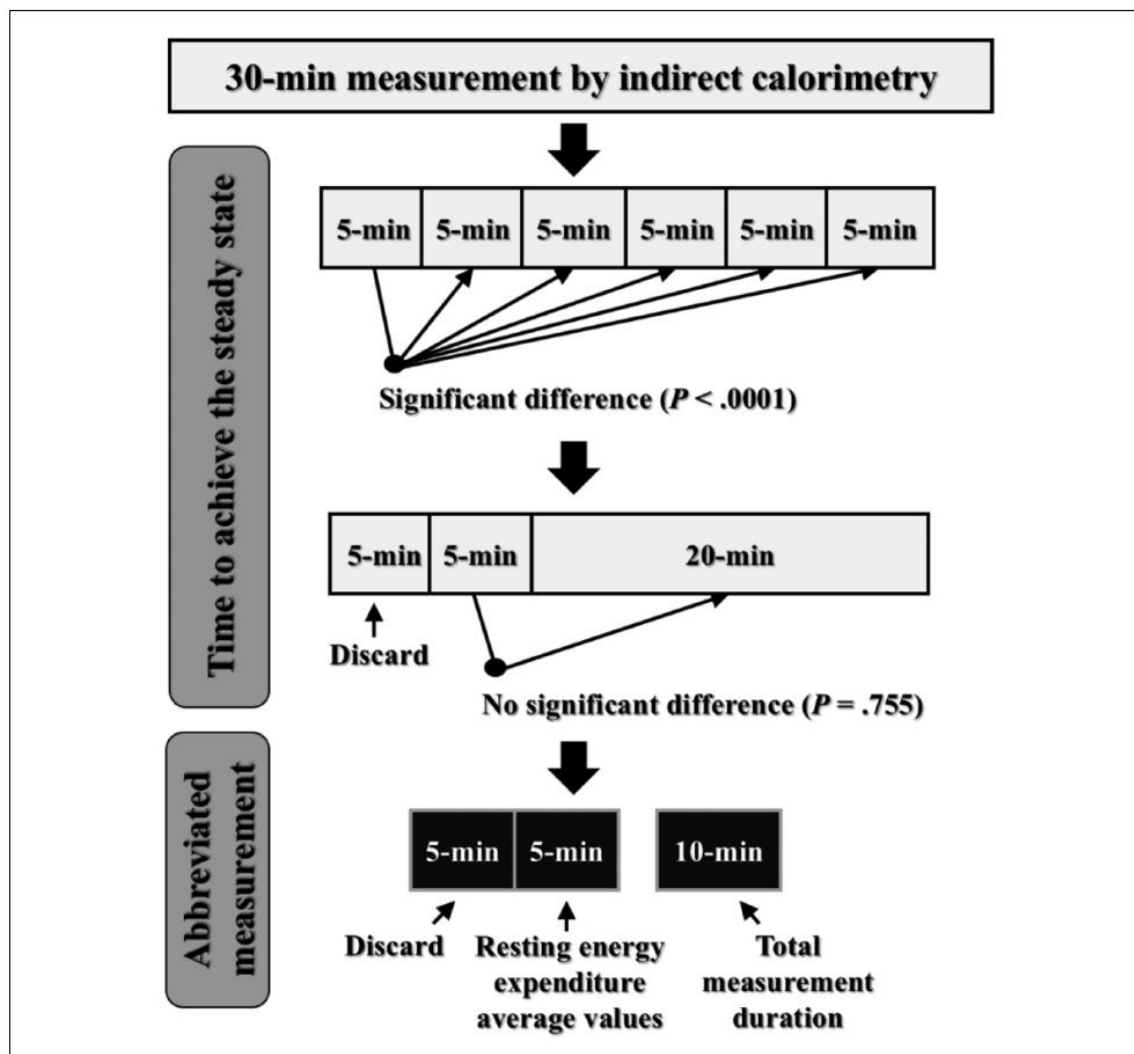 30-min measurement by indirect calorimetry
Time to achieve the steady state
5-min 5-min 5-min 5-min 5-min 5-min
Significant difference (P < .0001)
5-min 5-min 20-min
Discard
No significant difference (P = .755)
Abbreviated
measurement
5-min 5-min 10-min
Discard
Resting energy
expenditure
average values
Total
measurement
duration